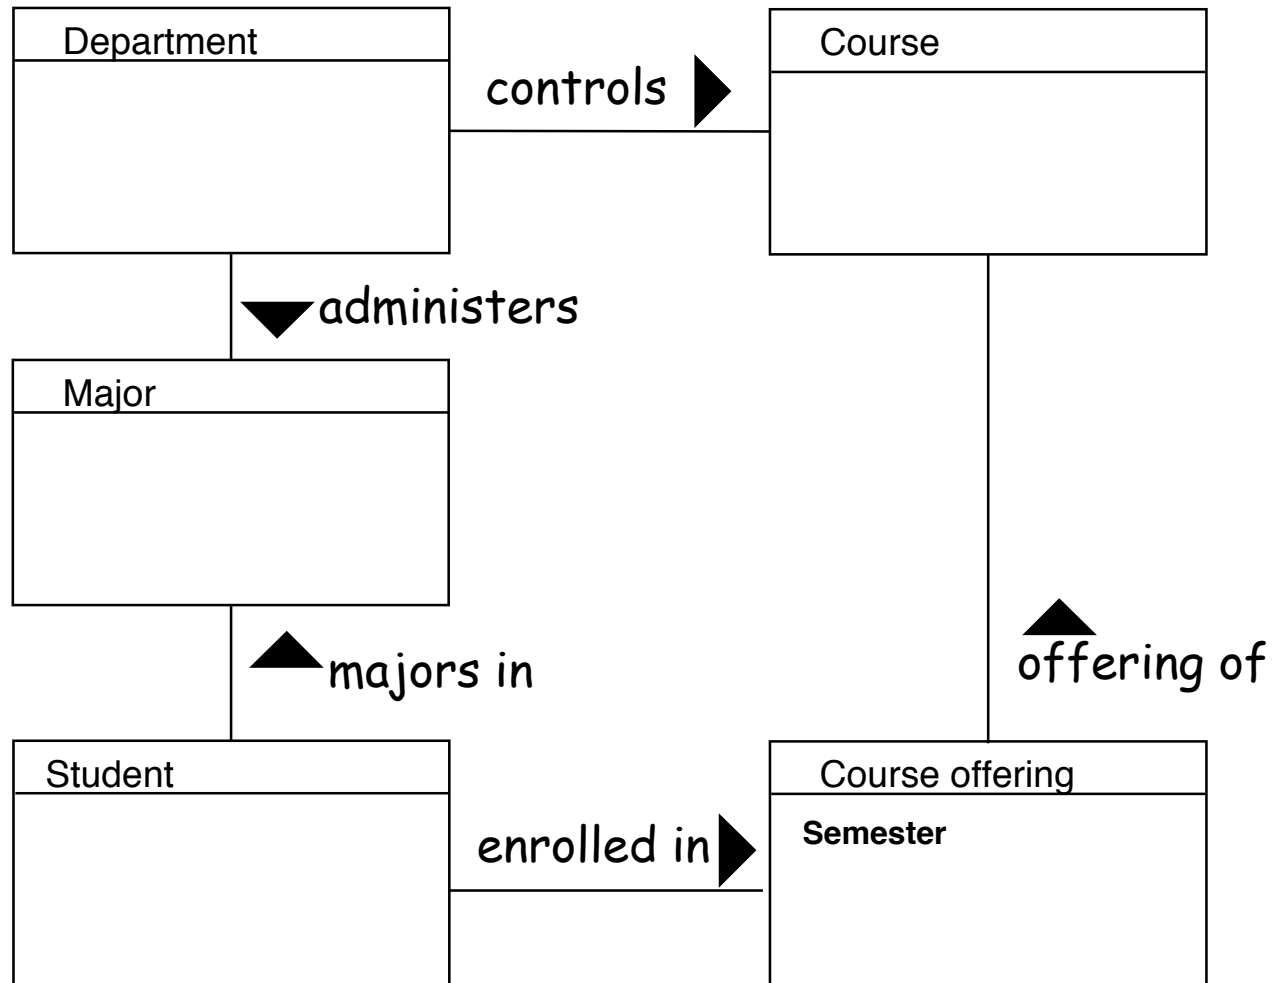 Department
Course
controls
administers
Major
majors in
offering of
Student
Course offering
enrolled in
Semester